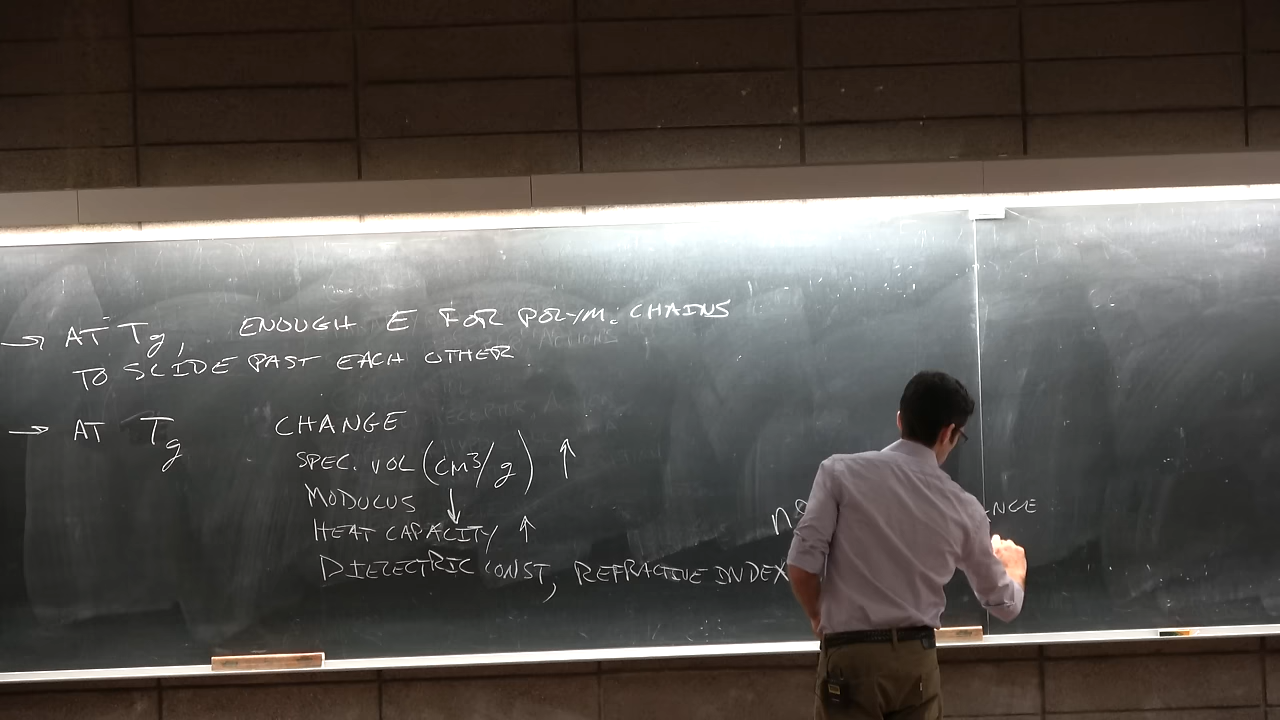 → AT Tg, ENOUGH E FOR POLYM. CHAINS
TO SLIDE PAST EACH OTHER
→ AT Tg CHANGE
SPEC. VOL (cm³/g) ↑
MODULUS ↓
HEAT CAPACITY ↑
DIELECTRIC CONST, REFRACTIVE INDEX